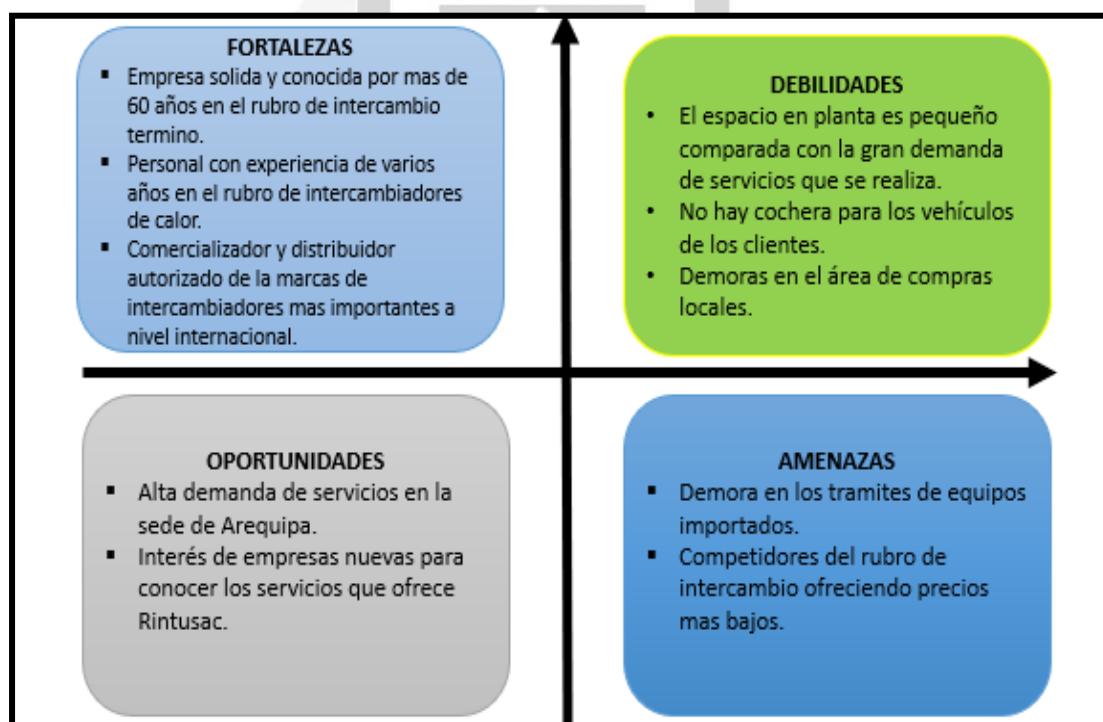 FORTALEZAS
▪ Empresa solida y conocida por mas de
60 años en el rubro de intercambio
termino.
▪ Personal con experiencia de varios
años en el rubro de intercambiadores
de calor.
▪ Comercializador y distribuidor
autorizado de la marcas de
intercambiadores mas importantes a
nivel internacional.
DEBILIDADES
• El espacio en planta es pequeño
comparada con la gran demanda
de servicios que se realiza.
• No hay cochera para los vehículos
de los clientes.
• Demoras en el área de compras
locales.
OPORTUNIDADES
▪ Alta demanda de servicios en la
sede de Arequipa.
▪ Interés de empresas nuevas para
conocer los servicios que ofrece
Rintusac.
AMENAZAS
▪ Demora en los tramites de equipos
importados.
▪ Competidores del rubro de
intercambio ofreciendo precios
mas bajos.